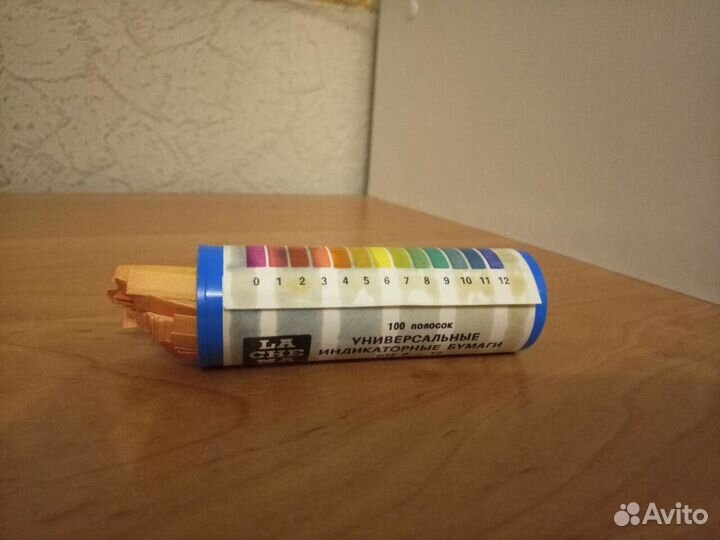 0 1 2 3 4 5 6 7 8 9 10 11 12
100 полосок
LA
CHE
MA
УНИВЕРСАЛЬНЫЕ
ИНДИКАТОРНЫЕ БУМАГИ
Avito